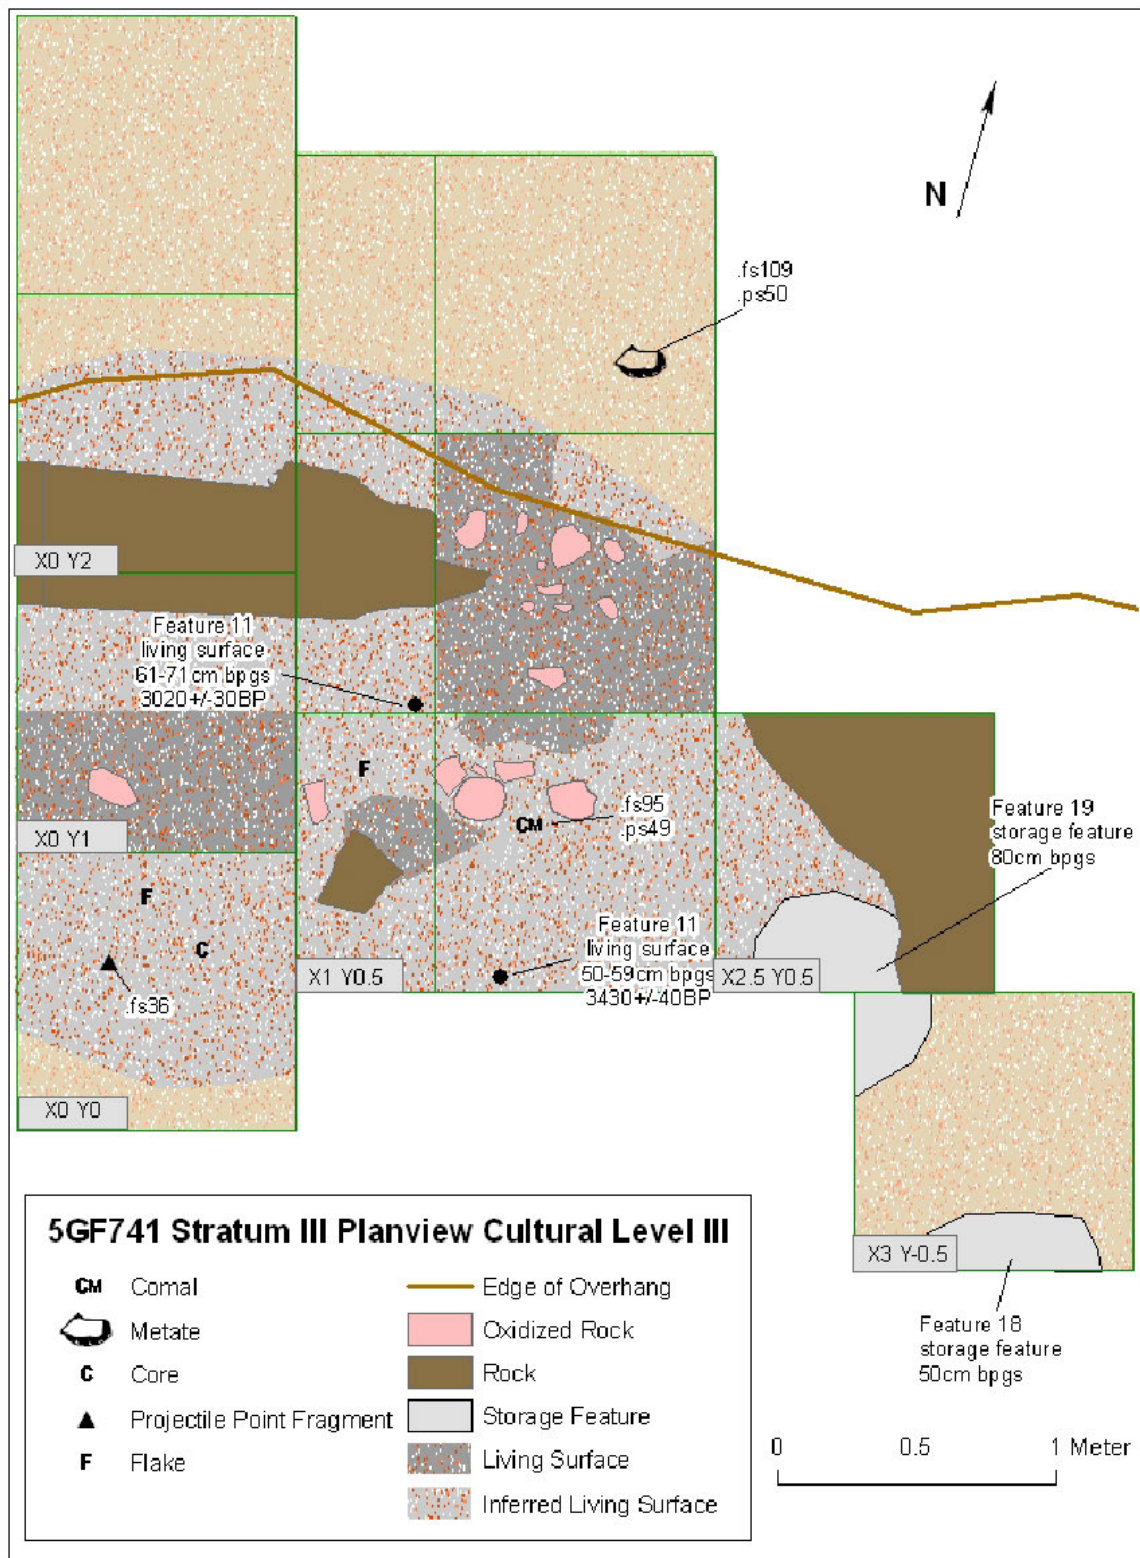 N
.fs109
.ps50
X0 Y2
Feature 11
living surface
61-71cm bpgs
3020+/-30BP
F
X0 Y1
CM
.fs95
.ps49
Feature 19
storage feature
80cm bpgs
F
C
.fs36
Feature 11
living surface
50-59cm bpgs
3430+/-40BP
X1 Y0.5
X2.5 Y0.5
X0 Y0
X3 Y-0.5
Feature 18
storage feature
50cm bpgs
5GF741 Stratum III Planview Cultural Level III
CM Comal
Metate
C Core
Projectile Point Fragment
F Flake
Edge of Overhang
Oxidized Rock
Rock
Storage Feature
Living Surface
Inferred Living Surface
0 0.5 1 Meter